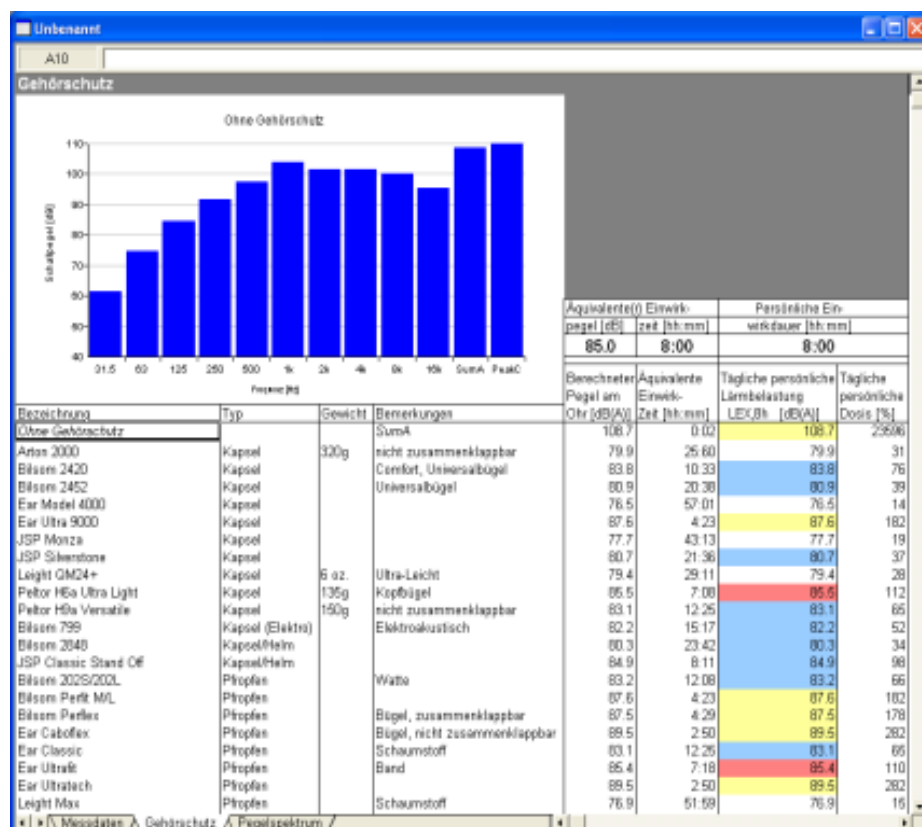 Unbenannt
A10
Gehörschutz
Ohne Gehörschutz
Schallpegel [dB]
110
100
90
80
70
60
50
40
31.5 63 125 250 500 1k 2k 4k 8k 16k SumA PeakC
Frequenz [Hz]
Äquivalente(r) Einwirk- Persönliche Ein-
pegel [dB] zeit [hh:mm] wirkdauer [hh:mm]
85.0 8:00 8:00
Berechneter Äquivalente Tägliche persönliche Tägliche
Pegel am Einwirk- Lärmbelastung persönliche
Bezeichnung Typ Gewicht Bemerkungen Ohr [dB(A)] Zeit [hh:mm] LEX,8h [dB(A)] Dosis [%]
Ohne Gehörschutz SumA 108.7 0:02 108.7 23596
Arton 2000 Kapsel 320g nicht zusammenklappbar 79.9 25:60 79.9 31
Bilsom 2420 Kapsel Comfort, Universalbügel 83.8 10:33 83.8 76
Bilsom 2452 Kapsel Universalbügel 80.9 20:38 80.9 39
Ear Model 4000 Kapsel 76.5 57:01 76.5 14
Ear Ultra 9000 Kapsel 87.6 4:23 87.6 182
JSP Monza Kapsel 77.7 43:13 77.7 19
JSP Silverstone Kapsel 80.7 21:36 80.7 37
Leight QM24+ Kapsel 6 oz. Ultra-Leicht 79.4 29:11 79.4 28
Peltor H6a Ultra Light Kapsel 135g Kopfbügel 85.5 7:08 85.5 112
Peltor H9a Versatile Kapsel 150g nicht zusammenklappbar 83.1 12:25 83.1 65
Bilsom 799 Kapsel (Elektro) Elektroakustisch 82.2 15:17 82.2 52
Bilsom 2848 Kapsel/Helm 80.3 23:42 80.3 34
JSP Classic Stand Off Kapsel/Helm 84.9 8:11 84.9 98
Bilsom 202S/202L Pfropfen Watte 83.2 12:08 83.2 66
Bilsom Perfit M/L Pfropfen 87.6 4:23 87.6 182
Bilsom Perflex Pfropfen Bügel, zusammenklappbar 87.5 4:29 87.5 178
Ear Caboflex Pfropfen Bügel, nicht zusammenklappbar 89.5 2:50 89.5 282
Ear Classic Pfropfen Schaumstoff 83.1 12:25 83.1 65
Ear Ultrafit Pfropfen Band 85.4 7:18 85.4 110
Ear Ultratech Pfropfen 89.5 2:50 89.5 282
Leight Max Pfropfen Schaumstoff 76.9 51:59 76.9 15
Messdaten Gehörschutz Pegelspektrum